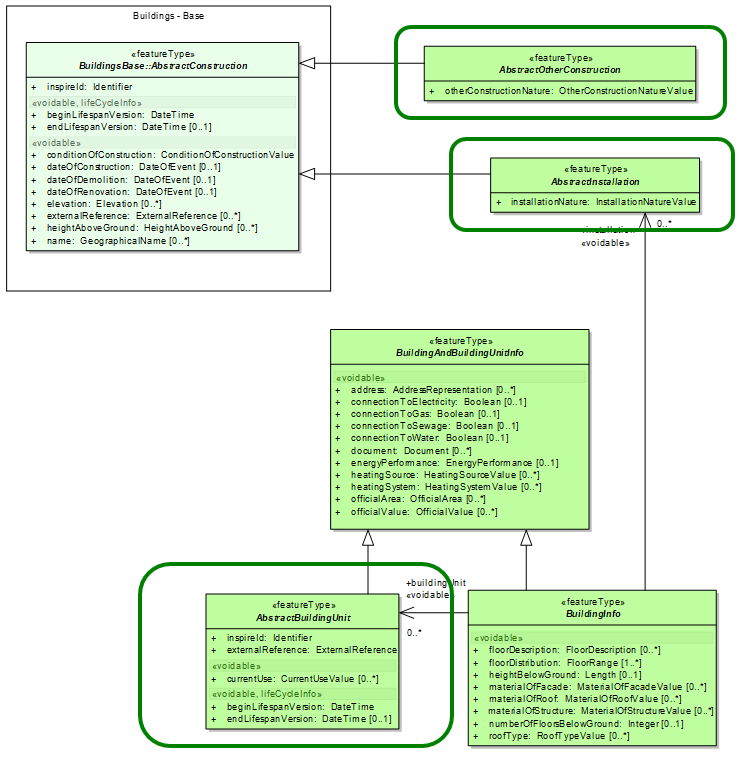 Buildings - Base
«featureType»
BuildingsBase::AbstractConstruction
+ inspireId: Identifier
«voidable, lifeCycleInfo»
+ beginLifespanVersion: DateTime
+ endLifespanVersion: DateTime [0..1]
«voidable»
+ conditionOfConstruction: ConditionOfConstructionValue
+ dateOfConstruction: DateOfEvent [0..1]
+ dateOfDemolition: DateOfEvent [0..1]
+ dateOfRenovation: DateOfEvent [0..1]
+ elevation: Elevation [0..*]
+ externalReference: ExternalReference [0..*]
+ heightAboveGround: HeightAboveGround [0..*]
+ name: GeographicalName [0..*]
«featureType»
AbstractOtherConstruction
+ otherConstructionNature: OtherConstructionNatureValue
«featureType»
AbstractInstallation
+ installationNature: InstallationNatureValue
+installation
0..*
«voidable»
«featureType»
BuildingAndBuildingUnitInfo
«voidable»
+ address: AddressRepresentation [0..*]
+ connectionToElectricity: Boolean [0..1]
+ connectionToGas: Boolean [0..1]
+ connectionToSewage: Boolean [0..1]
+ connectionToWater: Boolean [0..1]
+ document: Document [0..*]
+ energyPerformance: EnergyPerformance [0..1]
+ heatingSource: HeatingSourceValue [0..*]
+ heatingSystem: HeatingSystemValue [0..*]
+ officialArea: OfficialArea [0..*]
+ officialValue: OfficialValue [0..*]
«featureType»
AbstractBuildingUnit
+ inspireId: Identifier
+ externalReference: ExternalReference
«voidable»
+ currentUse: CurrentUseValue [0..*]
«voidable, lifeCycleInfo»
+ beginLifespanVersion: DateTime
+ endLifespanVersion: DateTime [0..1]
+buildingUnit
«voidable»
0..*
«featureType»
BuildingInfo
«voidable»
+ floorDescription: FloorDescription [0..*]
+ floorDistribution: FloorRange [1..*]
+ heightBelowGround: Length [0..1]
+ materialOfFacade: MaterialOfFacadeValue [0..*]
+ materialOfRoof: MaterialOfRoofValue [0..*]
+ materialOfStructure: MaterialOfStructureValue [0..*]
+ numberOfFloorsBelowGround: Integer [0..1]
+ roofType: RoofTypeValue [0..*]